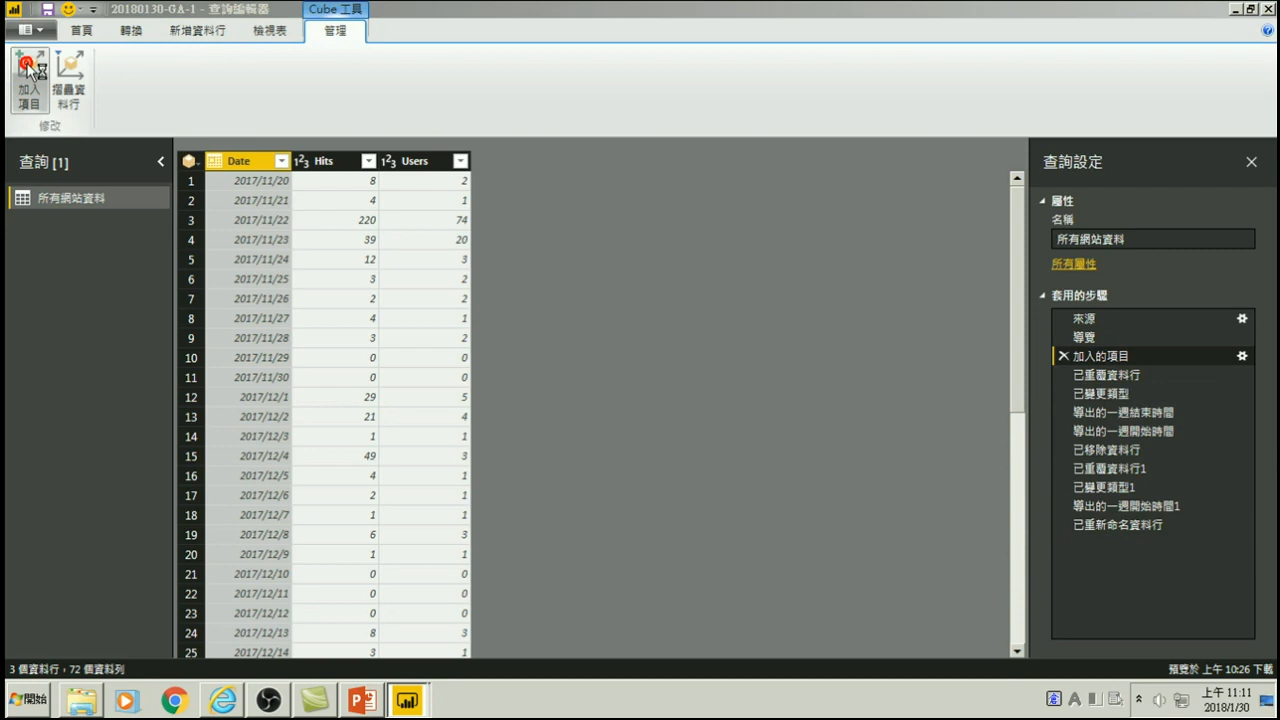 20180130-GA-1 - 查詢編輯器
Cube 工具
首頁
轉換
新增資料行
檢視表
管理
加入項目
摺疊資料行
修改
查詢 [1]
所有網站資料
Date
Hits
Users
1 2017/11/20 8 2
2 2017/11/21 4 1
3 2017/11/22 220 74
4 2017/11/23 39 20
5 2017/11/24 12 3
6 2017/11/25 3 2
7 2017/11/26 2 2
8 2017/11/27 4 1
9 2017/11/28 3 2
10 2017/11/29 0 0
11 2017/11/30 0 0
12 2017/12/1 29 5
13 2017/12/2 21 4
14 2017/12/3 1 1
15 2017/12/4 49 3
16 2017/12/5 4 1
17 2017/12/6 2 1
18 2017/12/7 1 1
19 2017/12/8 6 3
20 2017/12/9 1 1
21 2017/12/10 0 0
22 2017/12/11 0 0
23 2017/12/12 0 0
24 2017/12/13 8 3
25 2017/12/14 3 1
查詢設定
屬性
名稱
所有網站資料
所有屬性
套用的步驟
來源
導覽
加入的項目
已重覆資料行
已變更類型
導出的一週結束時間
導出的一週開始時間
已移除資料行
已重覆資料行1
已變更類型1
導出的一週開始時間1
已重新命名資料行
3 個資料行，72 個資料列
預覽於 上午 10:26 下載
開始
上午 11:11
2018/1/30